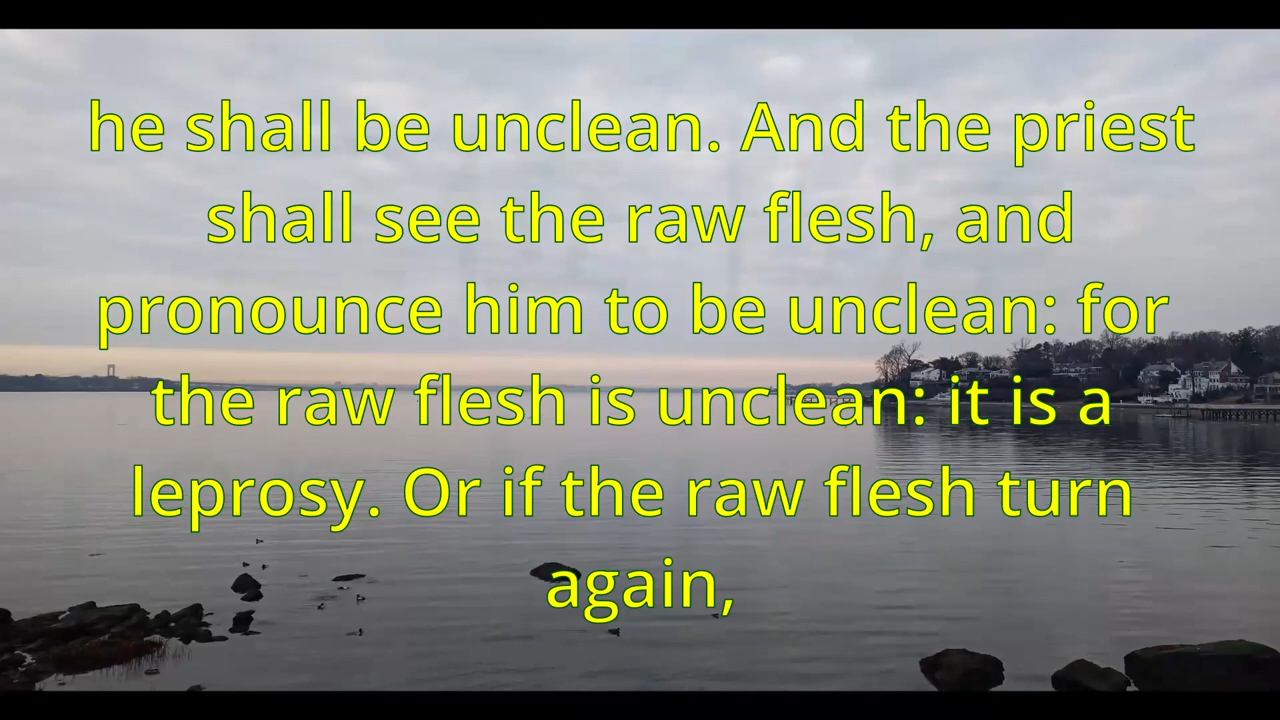 he shall be unclean. And the priest
shall see the raw flesh, and
pronounce him to be unclean: for
the raw flesh is unclean: it is a
leprosy. Or if the raw flesh turn
again,